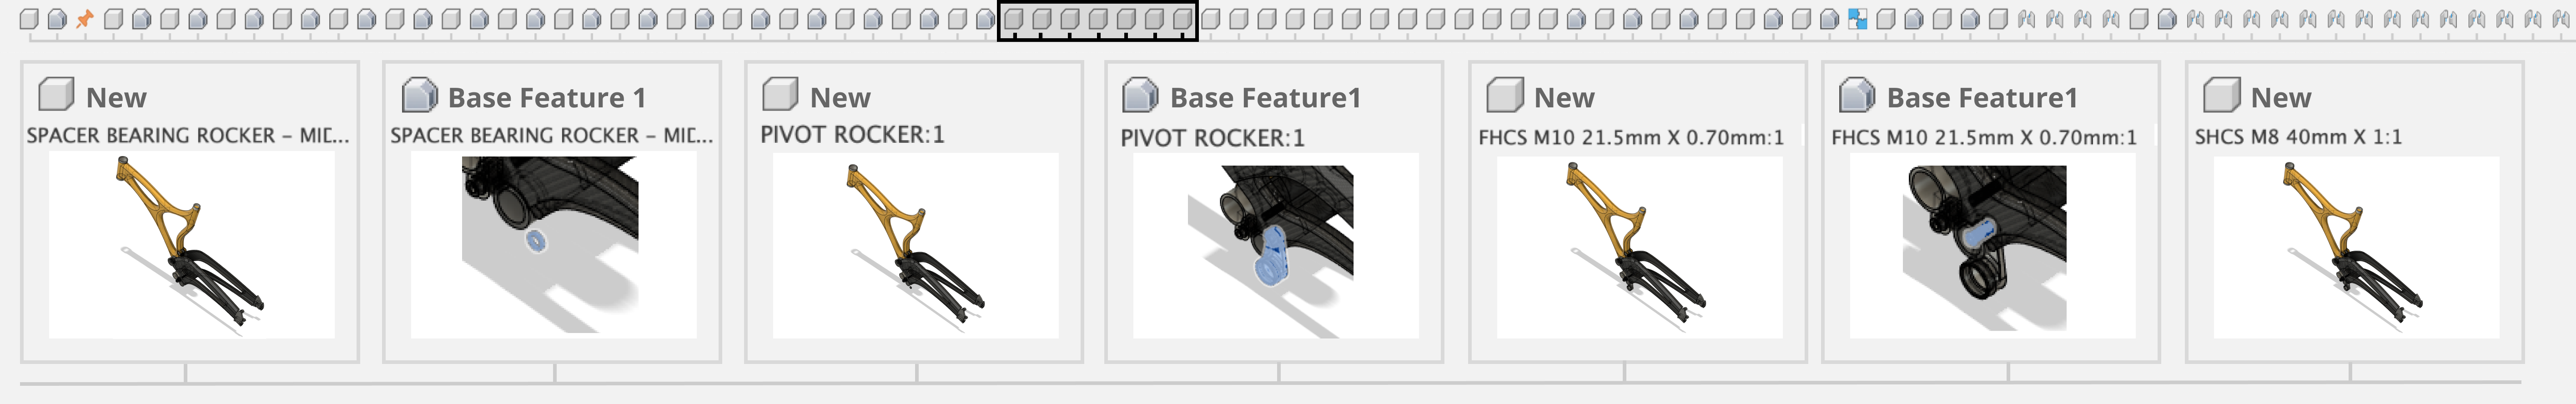 New
SPACER BEARING ROCKER – MIC...
Base Feature 1
SPACER BEARING ROCKER – MIC...
New
PIVOT ROCKER:1
Base Feature1
PIVOT ROCKER:1
New
FHCS M10 21.5mm X 0.70mm:1
Base Feature1
FHCS M10 21.5mm X 0.70mm:1
New
SHCS M8 40mm X 1:1